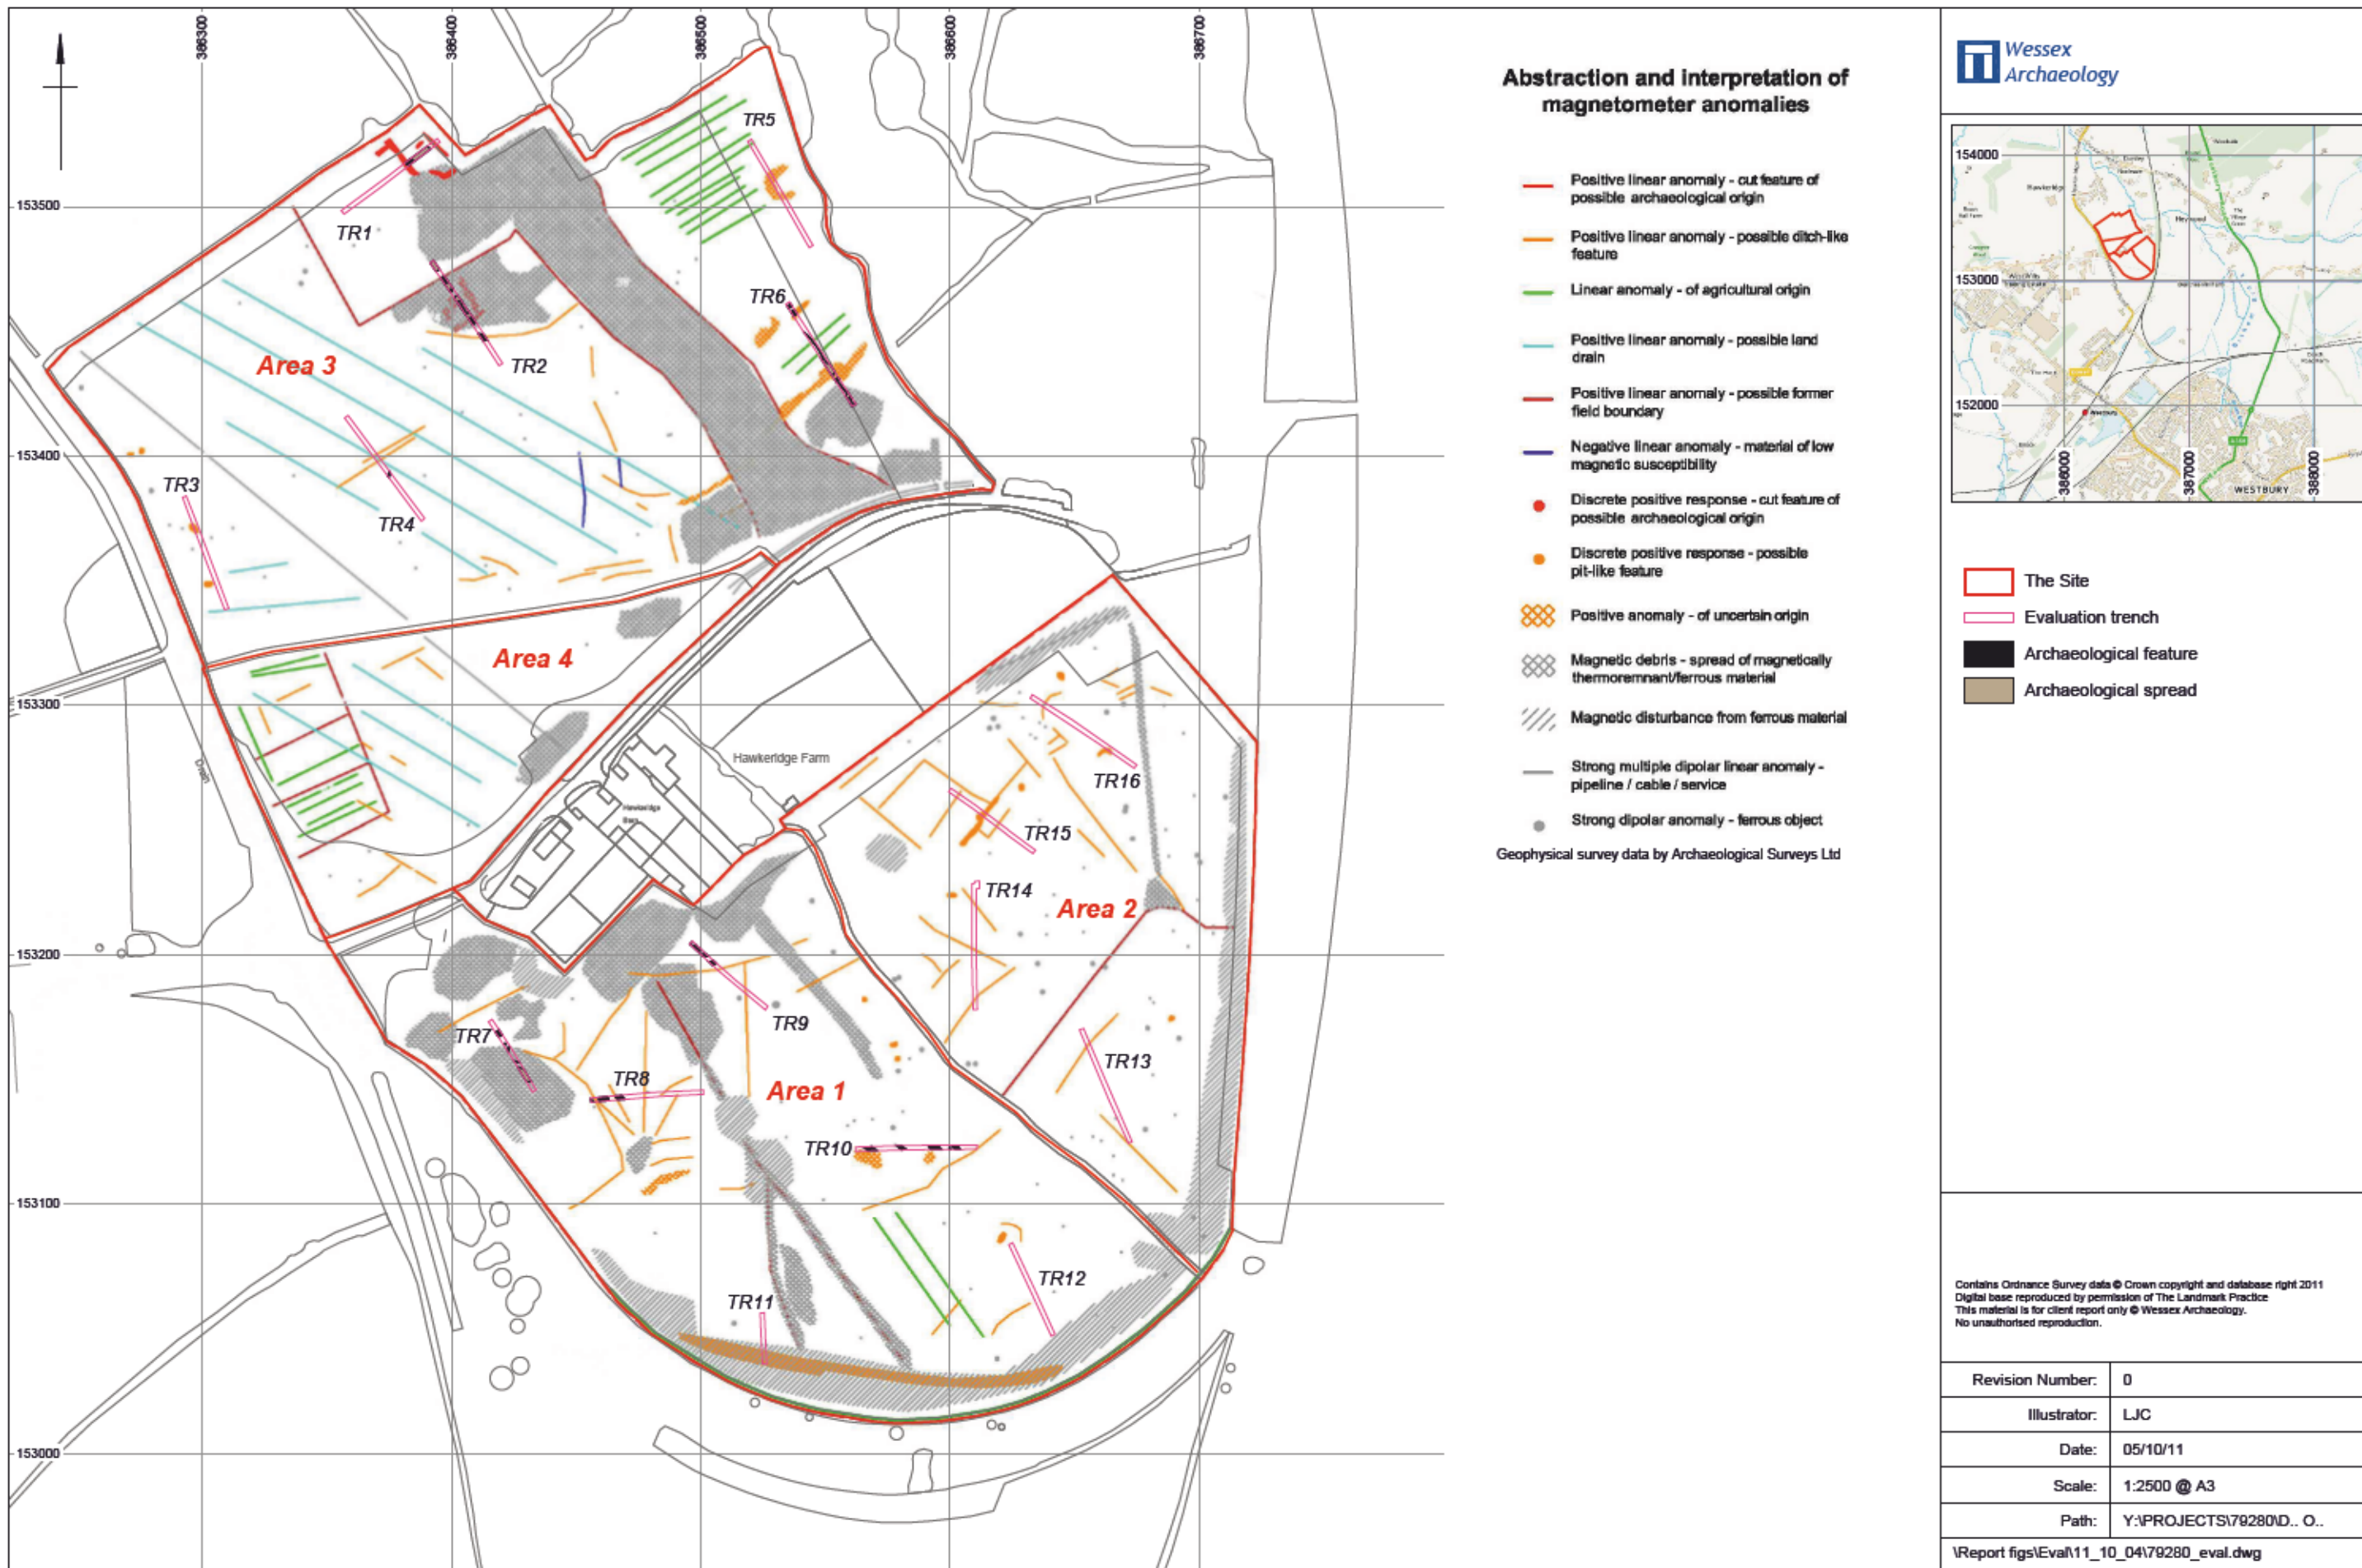 386300
386400
386500
386600
386700
153500
153400
153300
153200
153100
153000
TR5
TR1
TR6
TR2
Area 3
TR3
TR4
Area 4
TR16
Hawkeridge Farm
Drain
TR15
TR14
Area 2
TR9
TR7
TR13
TR8
Area 1
TR10
TR12
TR11
Abstraction and interpretation of
magnetometer anomalies
Positive linear anomaly - cut feature of
possible archaeological origin
Positive linear anomaly - possible ditch-like
feature
Linear anomaly - of agricultural origin
Positive linear anomaly - possible land
drain
Positive linear anomaly - possible former
field boundary
Negative linear anomaly - material of low
magnetic susceptibility
Discrete positive response - cut feature of
possible archaeological origin
Discrete positive response - possible
pit-like feature
Positive anomaly - of uncertain origin
Magnetic debris - spread of magnetically
thermoremnant/ferrous material
Magnetic disturbance from ferrous material
Strong multiple dipolar linear anomaly -
pipeline / cable / service
Strong dipolar anomaly - ferrous object
Geophysical survey data by Archaeological Surveys Ltd
Wessex
Archaeology
154000
153000
152000
386000
387000
388000
Hawkeridge
Westbury
WESTBURY
The Site
Evaluation trench
Archaeological feature
Archaeological spread
Contains Ordnance Survey data © Crown copyright and database right 2011
Digital base reproduced by permission of The Landmark Practice
This material is for client report only © Wessex Archaeology.
No unauthorised reproduction.
Revision Number: 0
Illustrator: LJC
Date: 05/10/11
Scale: 1:2500 @ A3
Path: Y:\PROJECTS\79280\D.. O..
\Report figs\Eval\11_10_04\79280_eval.dwg